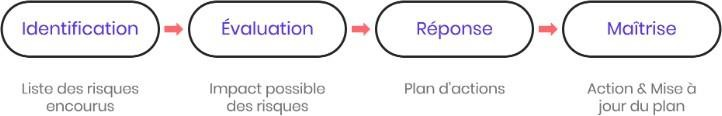 Identification
Évaluation
Réponse
Maîtrise
Liste des risques
encourus
Impact possible
des risques
Plan d'actions
Action & Mise à
jour du plan